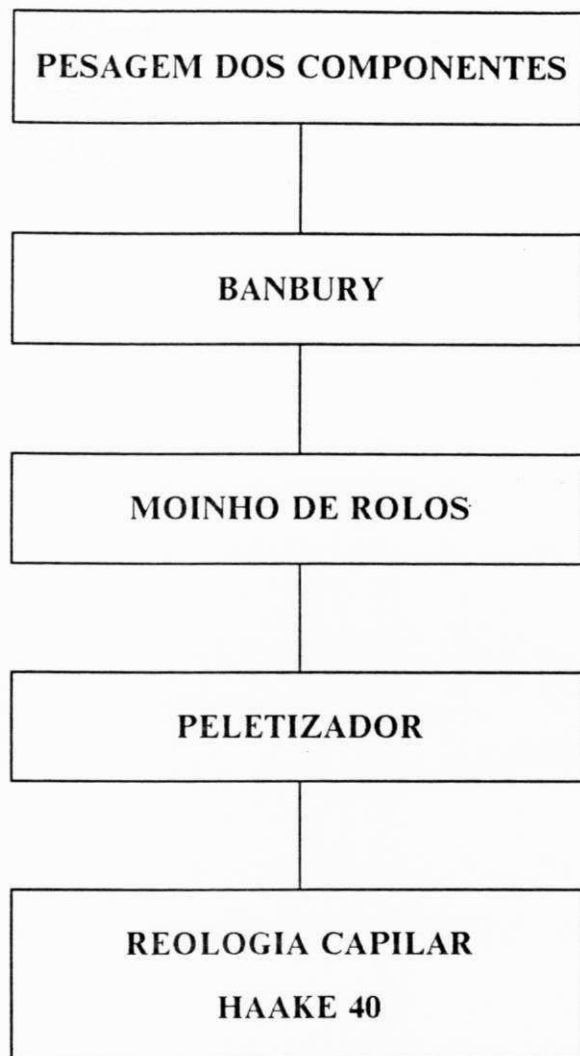 PESAGEM DOS COMPONENTES
BANBURY
MOINHO DE ROLOS
PELETIZADOR
REOLOGIA CAPILAR
HAAKE 40